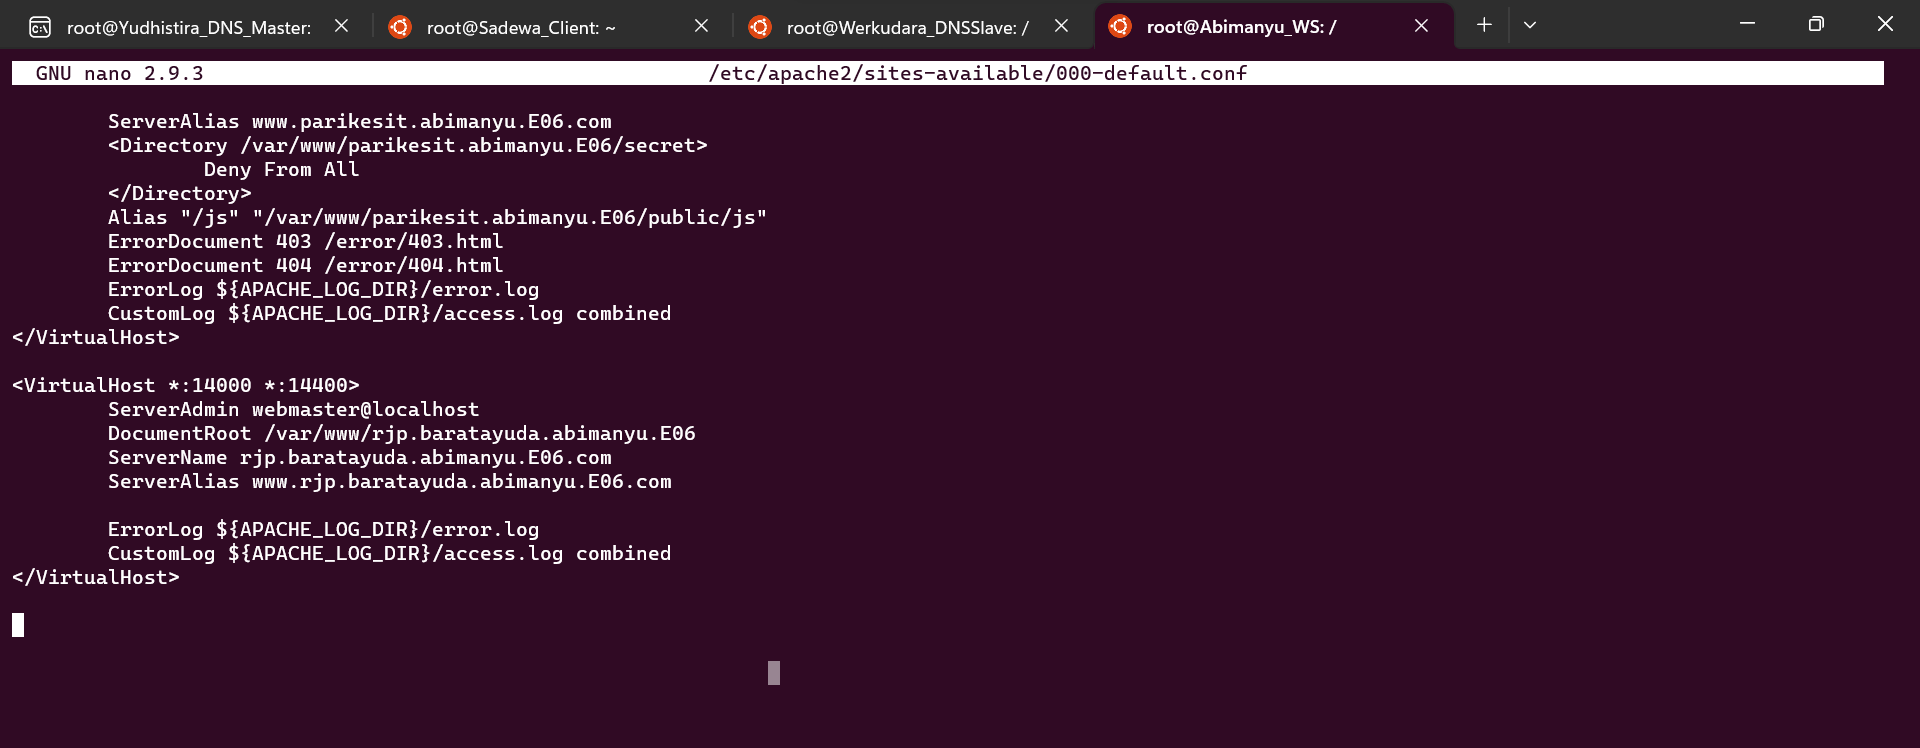 root@Yudhistira_DNS_Master: root@Sadewa_Client: ~ root@Werkudara_DNSSlave: / root@Abimanyu_WS: /
GNU nano 2.9.3 /etc/apache2/sites-available/000-default.conf
ServerAlias www.parikesit.abimanyu.E06.com
<Directory /var/www/parikesit.abimanyu.E06/secret>
Deny From All
</Directory>
Alias "/js" "/var/www/parikesit.abimanyu.E06/public/js"
ErrorDocument 403 /error/403.html
ErrorDocument 404 /error/404.html
ErrorLog ${APACHE_LOG_DIR}/error.log
CustomLog ${APACHE_LOG_DIR}/access.log combined
</VirtualHost>
<VirtualHost *:14000 *:14400>
ServerAdmin webmaster@localhost
DocumentRoot /var/www/rjp.baratayuda.abimanyu.E06
ServerName rjp.baratayuda.abimanyu.E06.com
ServerAlias www.rjp.baratayuda.abimanyu.E06.com
ErrorLog ${APACHE_LOG_DIR}/error.log
CustomLog ${APACHE_LOG_DIR}/access.log combined
</VirtualHost>